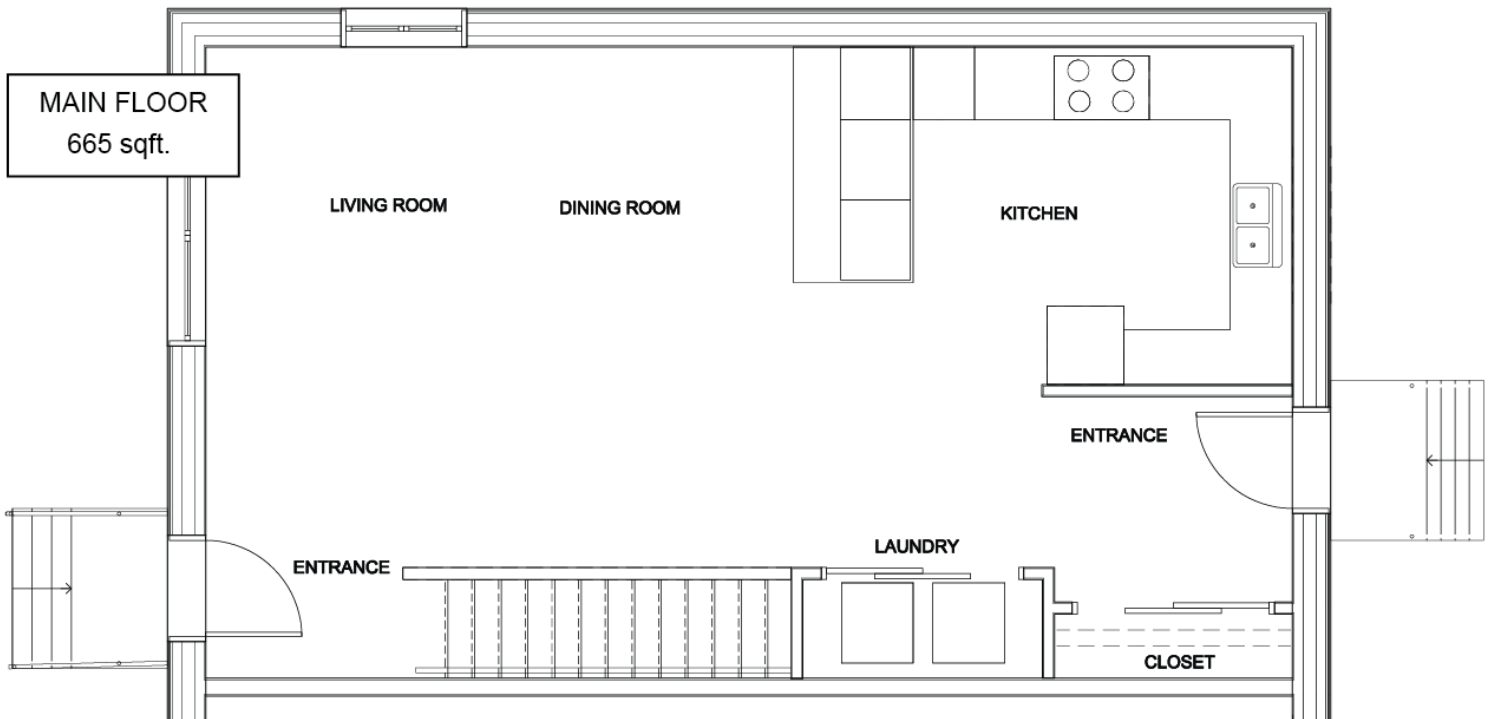 MAIN FLOOR
665 sqft.
LIVING ROOM
DINING ROOM
KITCHEN
ENTRANCE
LAUNDRY
ENTRANCE
CLOSET